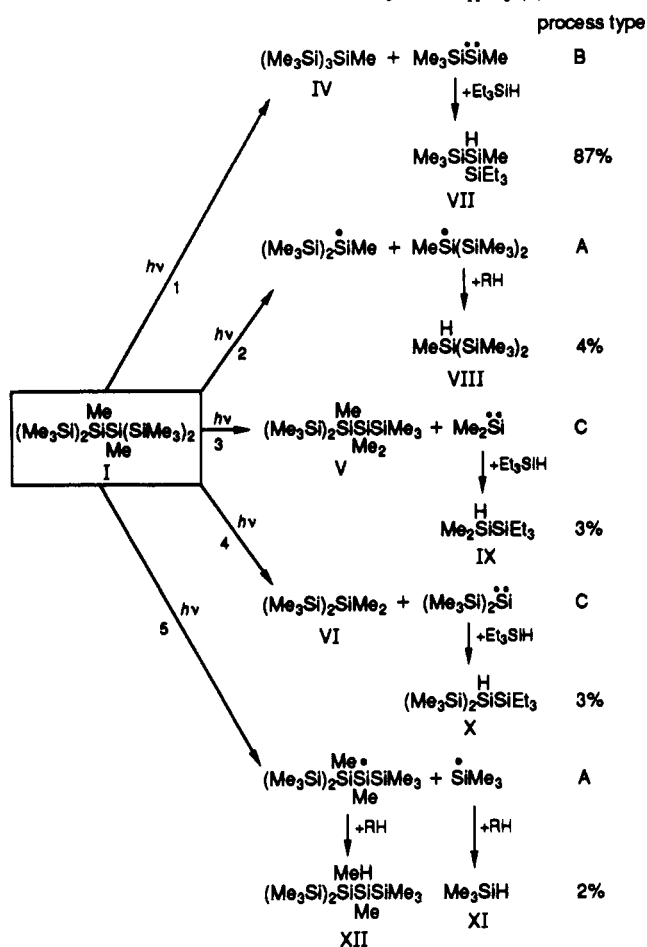 process type
(Me3Si)3SiMe + Me3SiSiMe B
IV
+Et3SiH
H
Me3SiSiMe 87%
SiEt3
VII
hν
1
(Me3Si)2SiMe + MeSi(SiMe3)2 A
+RH
hν
2
H
MeSi(SiMe3)2 4%
VIII
Me
(Me3Si)2SiSi(SiMe3)2
Me
I
hν
3
Me
(Me3Si)2SiSiSiMe3 + Me2Si C
Me2
V
+Et3SiH
H
Me2SiSiEt3 3%
IX
hν
4
(Me3Si)2SiMe2 + (Me3Si)2Si C
VI
+Et3SiH
H
(Me3Si)2SiSiEt3 3%
X
hν
5
Me
(Me3Si)2SiSiSiMe3 + SiMe3 A
Me
+RH +RH
MeH
(Me3Si)2SiSiSiMe3 Me3SiH 2%
Me
XII XI